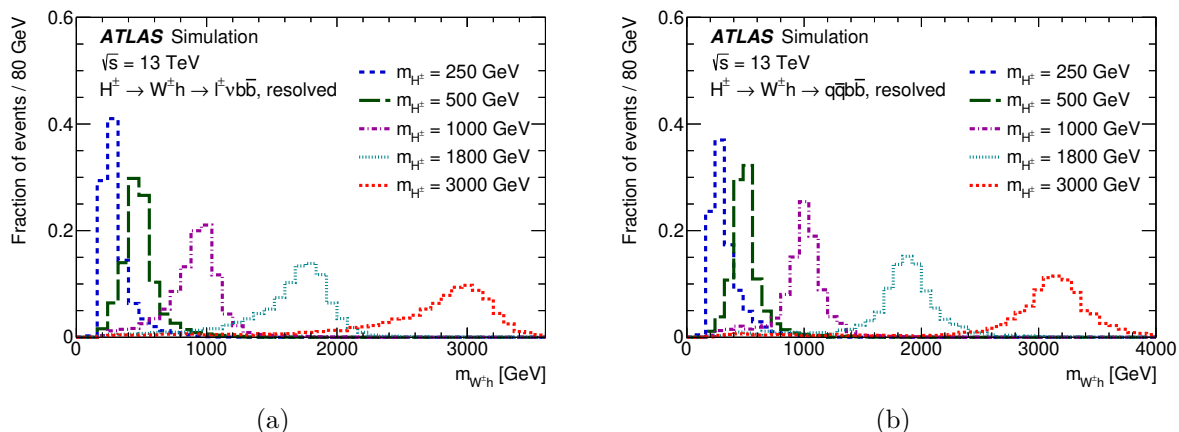 ATLAS Simulation
√s = 13 TeV
H± → W±h → l±νbb̅, resolved
m_H± = 250 GeV
m_H± = 500 GeV
m_H± = 1000 GeV
m_H± = 1800 GeV
m_H± = 3000 GeV
Fraction of events / 80 GeV
0.6
0.4
0.2
0
0 1000 2000 3000
m_W±h [GeV]
(a)
ATLAS Simulation
√s = 13 TeV
H± → W±h → qq̅bb̅, resolved
m_H± = 250 GeV
m_H± = 500 GeV
m_H± = 1000 GeV
m_H± = 1800 GeV
m_H± = 3000 GeV
Fraction of events / 80 GeV
0.6
0.4
0.2
0
0 1000 2000 3000 4000
m_W±h [GeV]
(b)